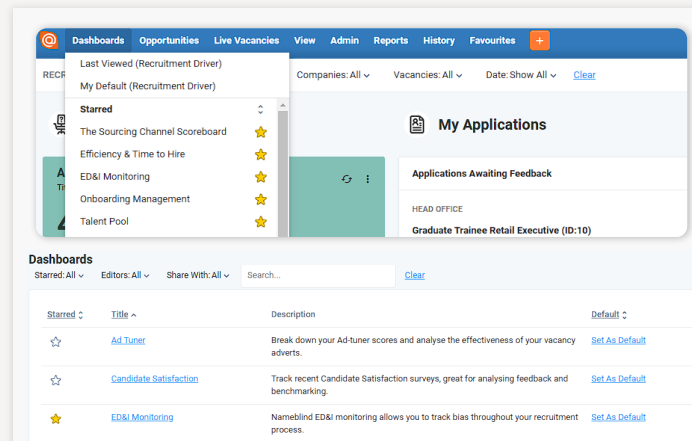 Dashboards Opportunities Live Vacancies View Admin Reports History Favourites +
Last Viewed (Recruitment Driver)
My Default (Recruitment Driver)
RECR Companies: All Vacancies: All Date: Show All Clear
Starred
The Sourcing Channel Scoreboard
Efficiency & Time to Hire
ED&I Monitoring
Onboarding Management
Talent Pool
My Applications
Applications Awaiting Feedback
HEAD OFFICE
Graduate Trainee Retail Executive (ID:10)
Dashboards
Starred: All Editors: All Share With: All Search... Clear
Starred Title Description Default
Ad Tuner Break down your Ad-tuner scores and analyse the effectiveness of your vacancy Set As Default
adverts.
Candidate Satisfaction Track recent Candidate Satisfaction surveys, great for analysing feedback and Set As Default
benchmarking.
ED&I Monitoring Nameblind ED&I monitoring allows you to track bias throughout your recruitment Set As Default
process.